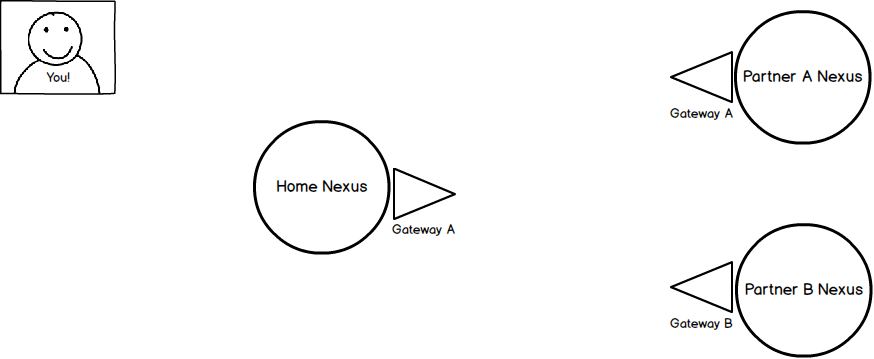 You!
Partner A Nexus
Gateway A
Home Nexus
Gateway A
Partner B Nexus
Gateway B